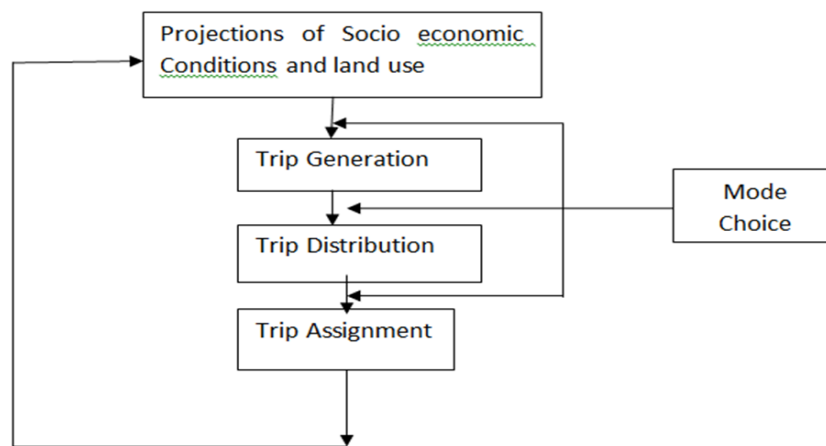 Projections of Socio economic
Conditions and land use
Trip Generation
Mode
Choice
Trip Distribution
Trip Assignment